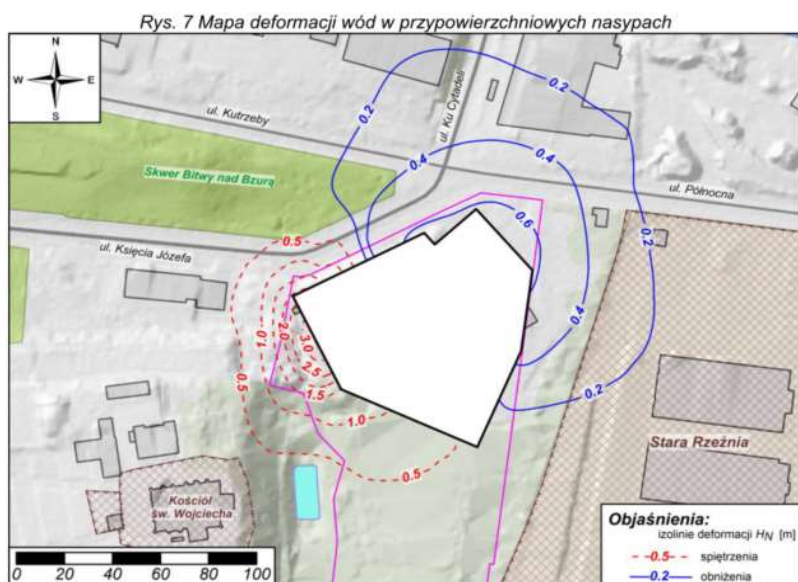 Rys. 7 Mapa deformacji wód w przypowierzchniowych nasypach
N
W E
S
ul. Kutrzeby
ul. Ku Cytadeli
0.2
0.2
Skwer Bitwy nad Bzurą
0.4
0.4
ul. Północna
0.6
ul. Księcia Józefa
0.5
0.2
1.0
2.0
3.0
0.4
2.5
0.5
1.5
0.2
1.0
Stara Rzeźnia
0.5
Kościół
św. Wojciecha
Objaśnienia:
izolinie deformacji HN [m]
0.5 spiętrzenia
0.2 obniżenia
0 20 40 60 80 100